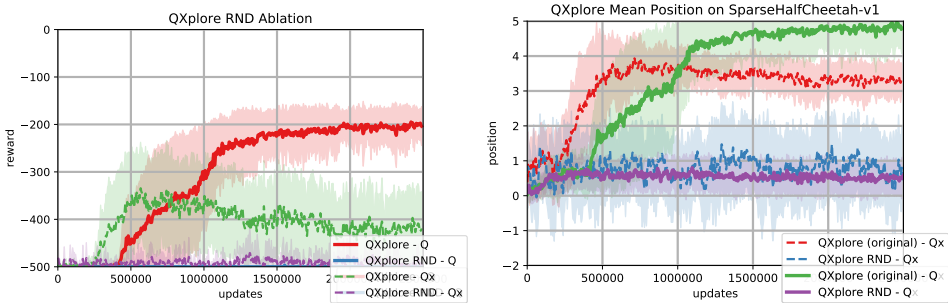 QXplore RND Ablation
0
−100
−200
−300
−400
−500
reward
0
500000
1000000
1500000
updates
QXplore - Q
QXplore RND - Q
QXplore - Qx
QXplore RND - Qx
QXplore Mean Position on SparseHalfCheetah-v1
5
4
3
2
1
0
−1
−2
position
0
500000
1000000
updates
QXplore (original) - Qx
QXplore RND - Qx
QXplore (original) - Q
QXplore RND - Q